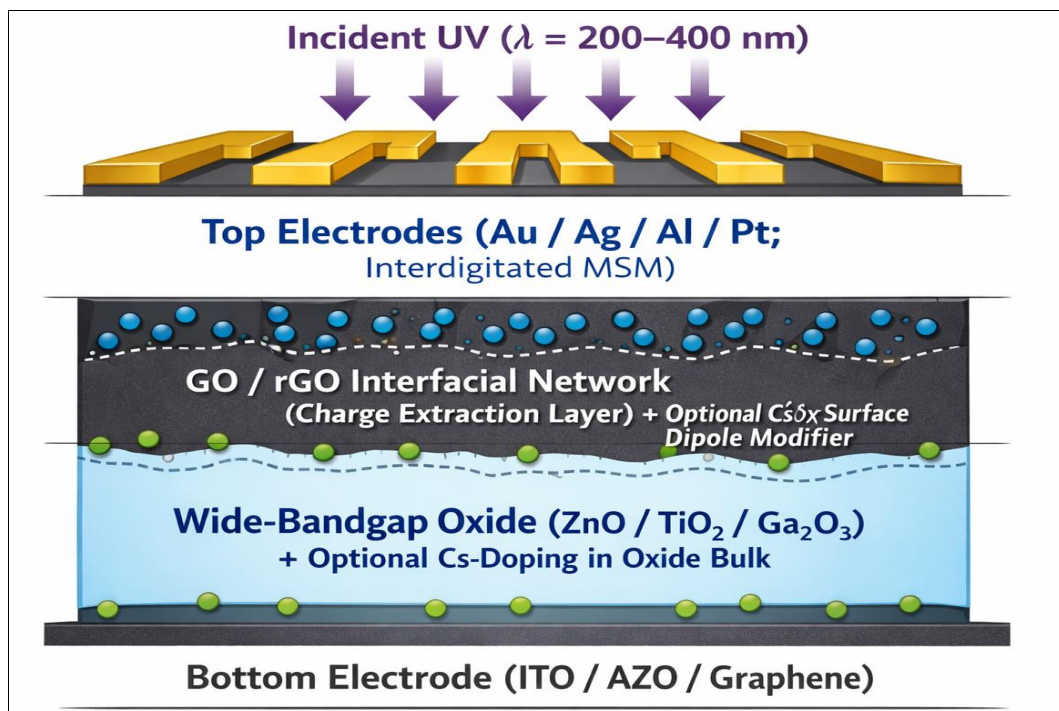 Incident UV (λ = 200–400 nm)
Top Electrodes (Au / Ag / Al / Pt;
Interdigitated MSM)
GO / rGO Interfacial Network
(Charge Extraction Layer) + Optional Cśδχ Surface
Dipole Modifier
Wide-Bandgap Oxide (ZnO / TiO₂ / Ga₂O₃)
+ Optional Cs-Doping in Oxide Bulk
Bottom Electrode (ITO / AZO / Graphene)